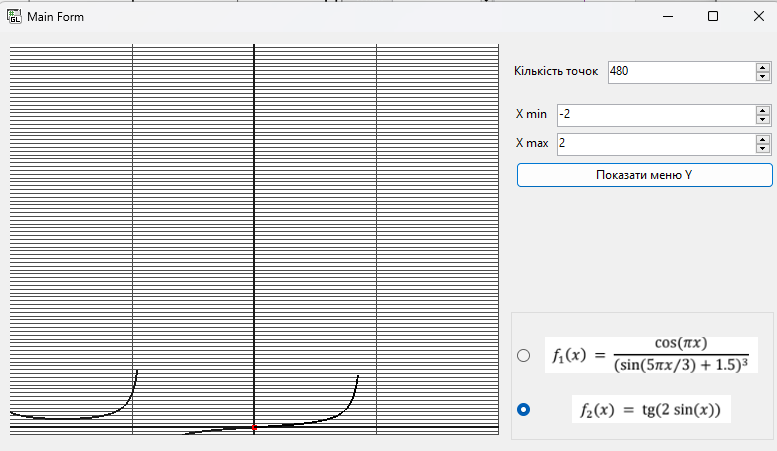 Main Form
Кількість точок 480
X min -2
X max 2
Показати меню Y
f₁(x) = cos(πx) / (sin(5πx/3) + 1.5)³
f₂(x) = tg(2 sin(x))